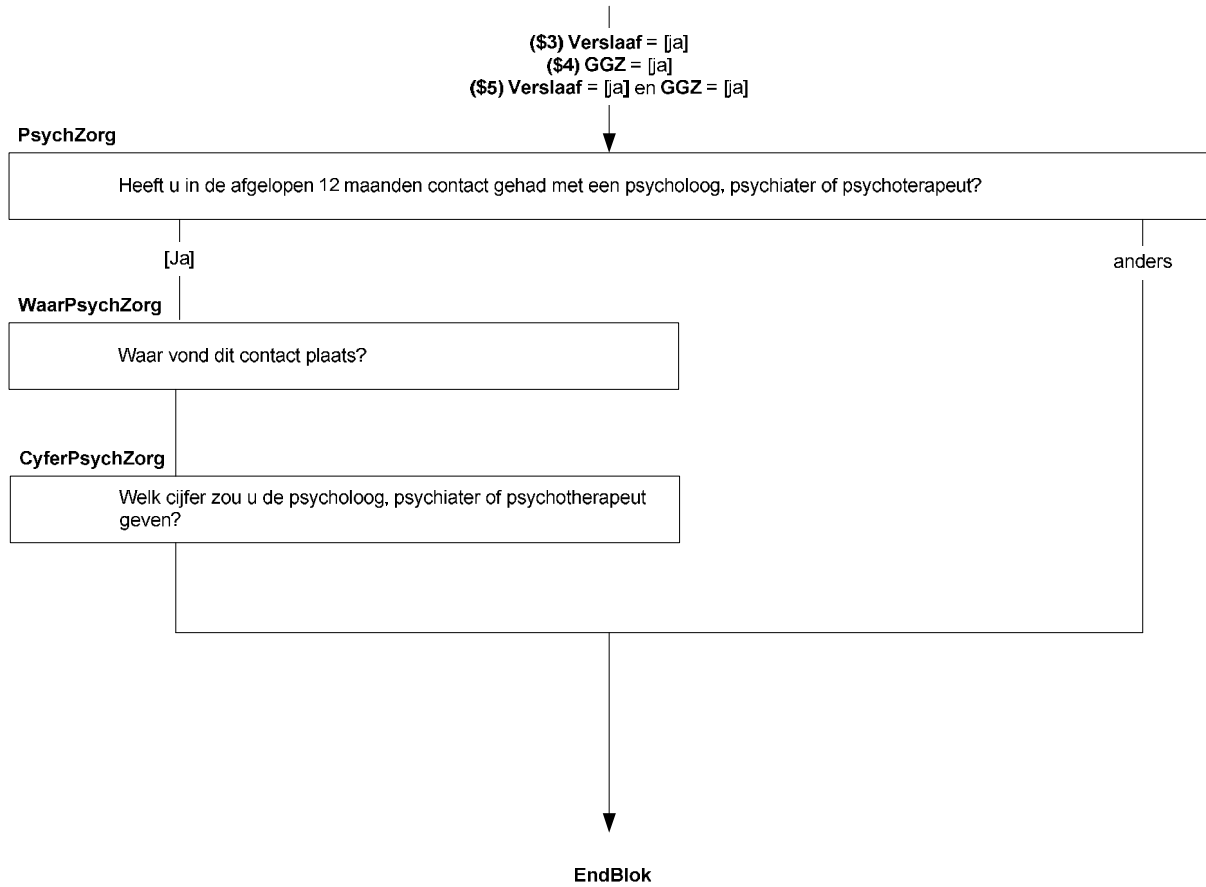 ($3) Verslaaf = [ja]
($4) GGZ = [ja]
($5) Verslaaf = [ja] en GGZ = [ja]
PsychZorg
Heeft u in de afgelopen 12 maanden contact gehad met een psycholoog, psychiater of psychoterapeut?
[Ja]
anders
WaarPsychZorg
Waar vond dit contact plaats?
CyferPsychZorg
Welk cijfer zou u de psycholoog, psychiater of psychotherapeut
geven?
EndBlok